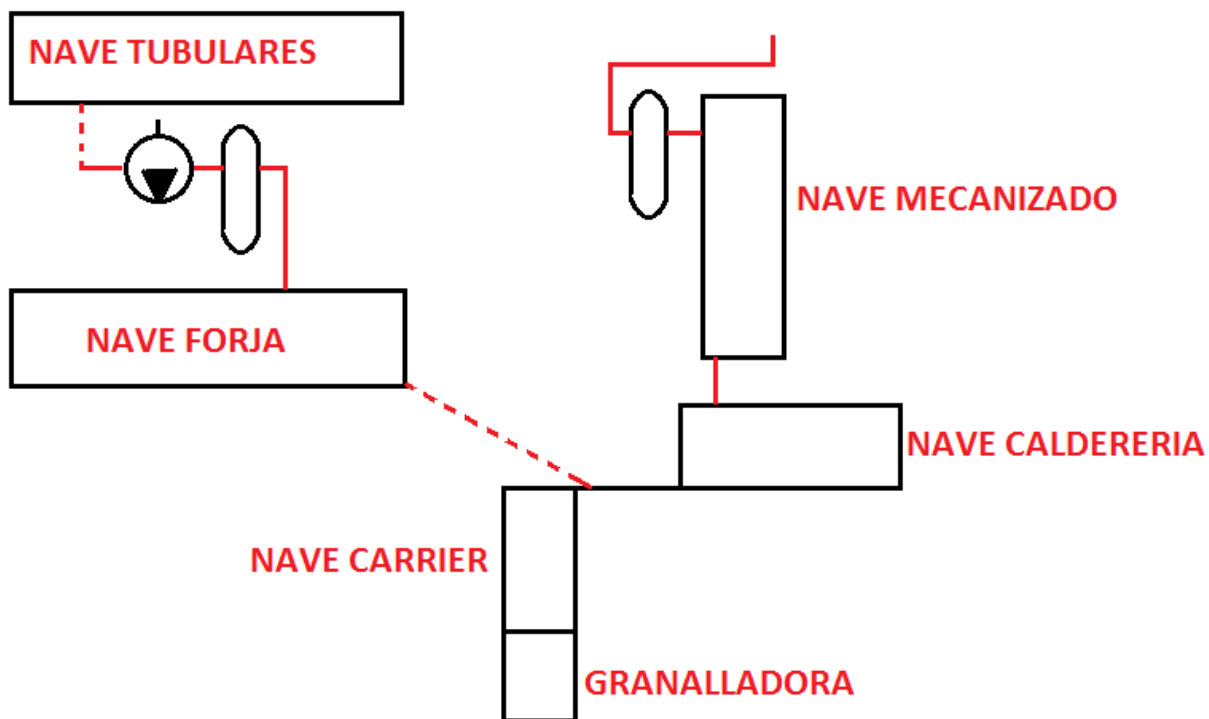 NAVE TUBULARES
NAVE MECANIZADO
NAVE FORJA
NAVE CALDERERIA
NAVE CARRIER
GRANALLADORA